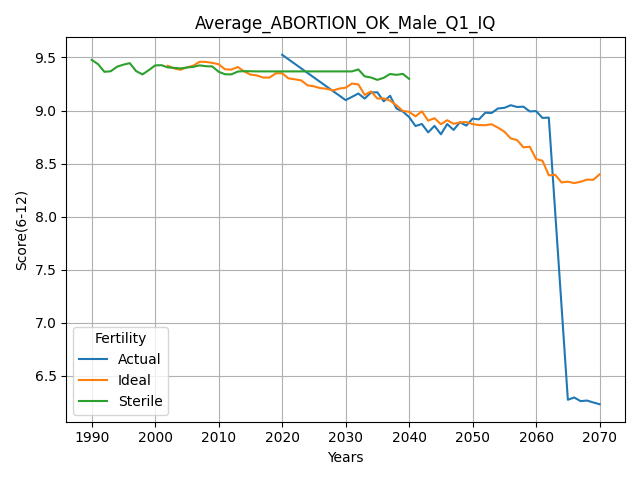 Average_ABORTION_OK_Male_Q1_IQ
Score(6-12)
9.5
9.0
8.5
8.0
7.5
7.0
6.5
Fertility
Actual
Ideal
Sterile
1990 2000 2010 2020 2030 2040 2050 2060 2070
Years